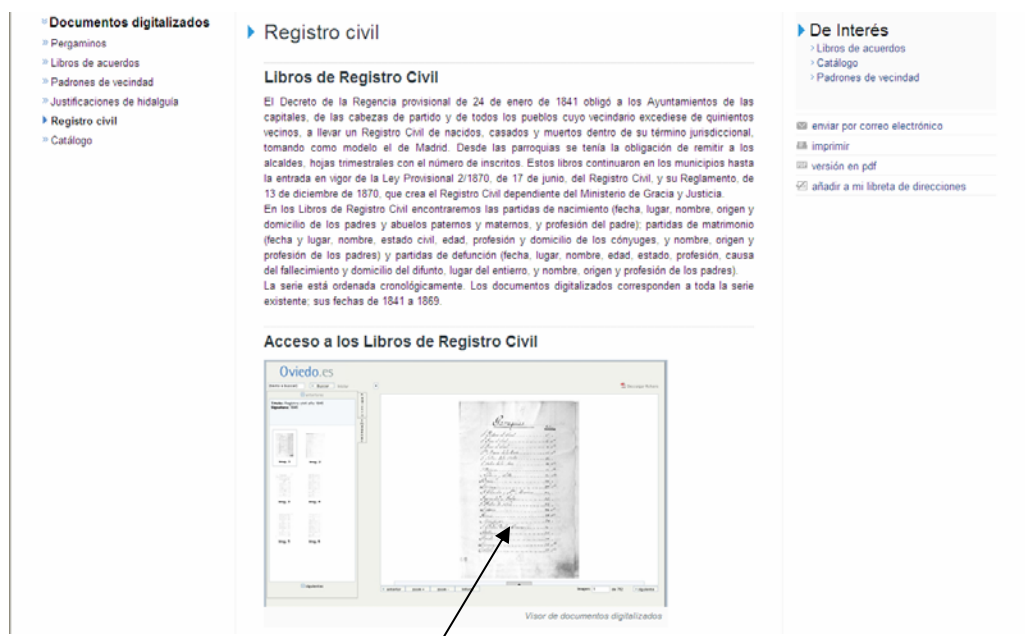 Documentos digitalizados
Pergaminos
Libros de acuerdos
Padrones de vecindad
Justificaciones de hidalguía
Registro civil
Catálogo
Registro civil
Libros de Registro Civil
El Decreto de la Regencia provisional de 24 de enero de 1841 obligó a los Ayuntamientos de las
capitales, de las cabezas de partido y de todos los pueblos cuyo vecindario excediese de quinientos
vecinos, a llevar un Registro Civil de nacidos, casados y muertos dentro de su término jurisdiccional,
tomando como modelo el de Madrid. Desde las parroquias se tenía la obligación de remitir a los
alcaldes, hojas trimestrales con el número de inscritos. Estos libros continuaron en los municipios hasta
la entrada en vigor de la Ley Provisional 2/1870, de 17 de junio, del Registro Civil, y su Reglamento, de
13 de diciembre de 1870, que crea el Registro Civil dependiente del Ministerio de Gracia y Justicia.
En los Libros de Registro Civil encontraremos las partidas de nacimiento (fecha, lugar, nombre, origen y
domicilio de los padres y abuelos paternos y maternos, y profesión del padre); partidas de matrimonio
(fecha y lugar, nombre, estado civil, edad, profesión y domicilio de los cónyuges, y nombre, origen y
profesión de los padres) y partidas de defunción (fecha, lugar, nombre, edad, estado, profesión, causa
del fallecimiento y domicilio del difunto, lugar del entierro, y nombre, origen y profesión de los padres).
La serie está ordenada cronológicamente. Los documentos digitalizados corresponden a toda la serie
existente; sus fechas de 1841 a 1869.
Acceso a los Libros de Registro Civil
Oviedo.es
Buscar
Img. 1
Img. 2
Parroquias
Visor de documentos digitalizados
De Interés
Libros de acuerdos
Catálogo
Padrones de vecindad
enviar por correo electrónico
imprimir
versión en pdf
añadir a mi libreta de direcciones